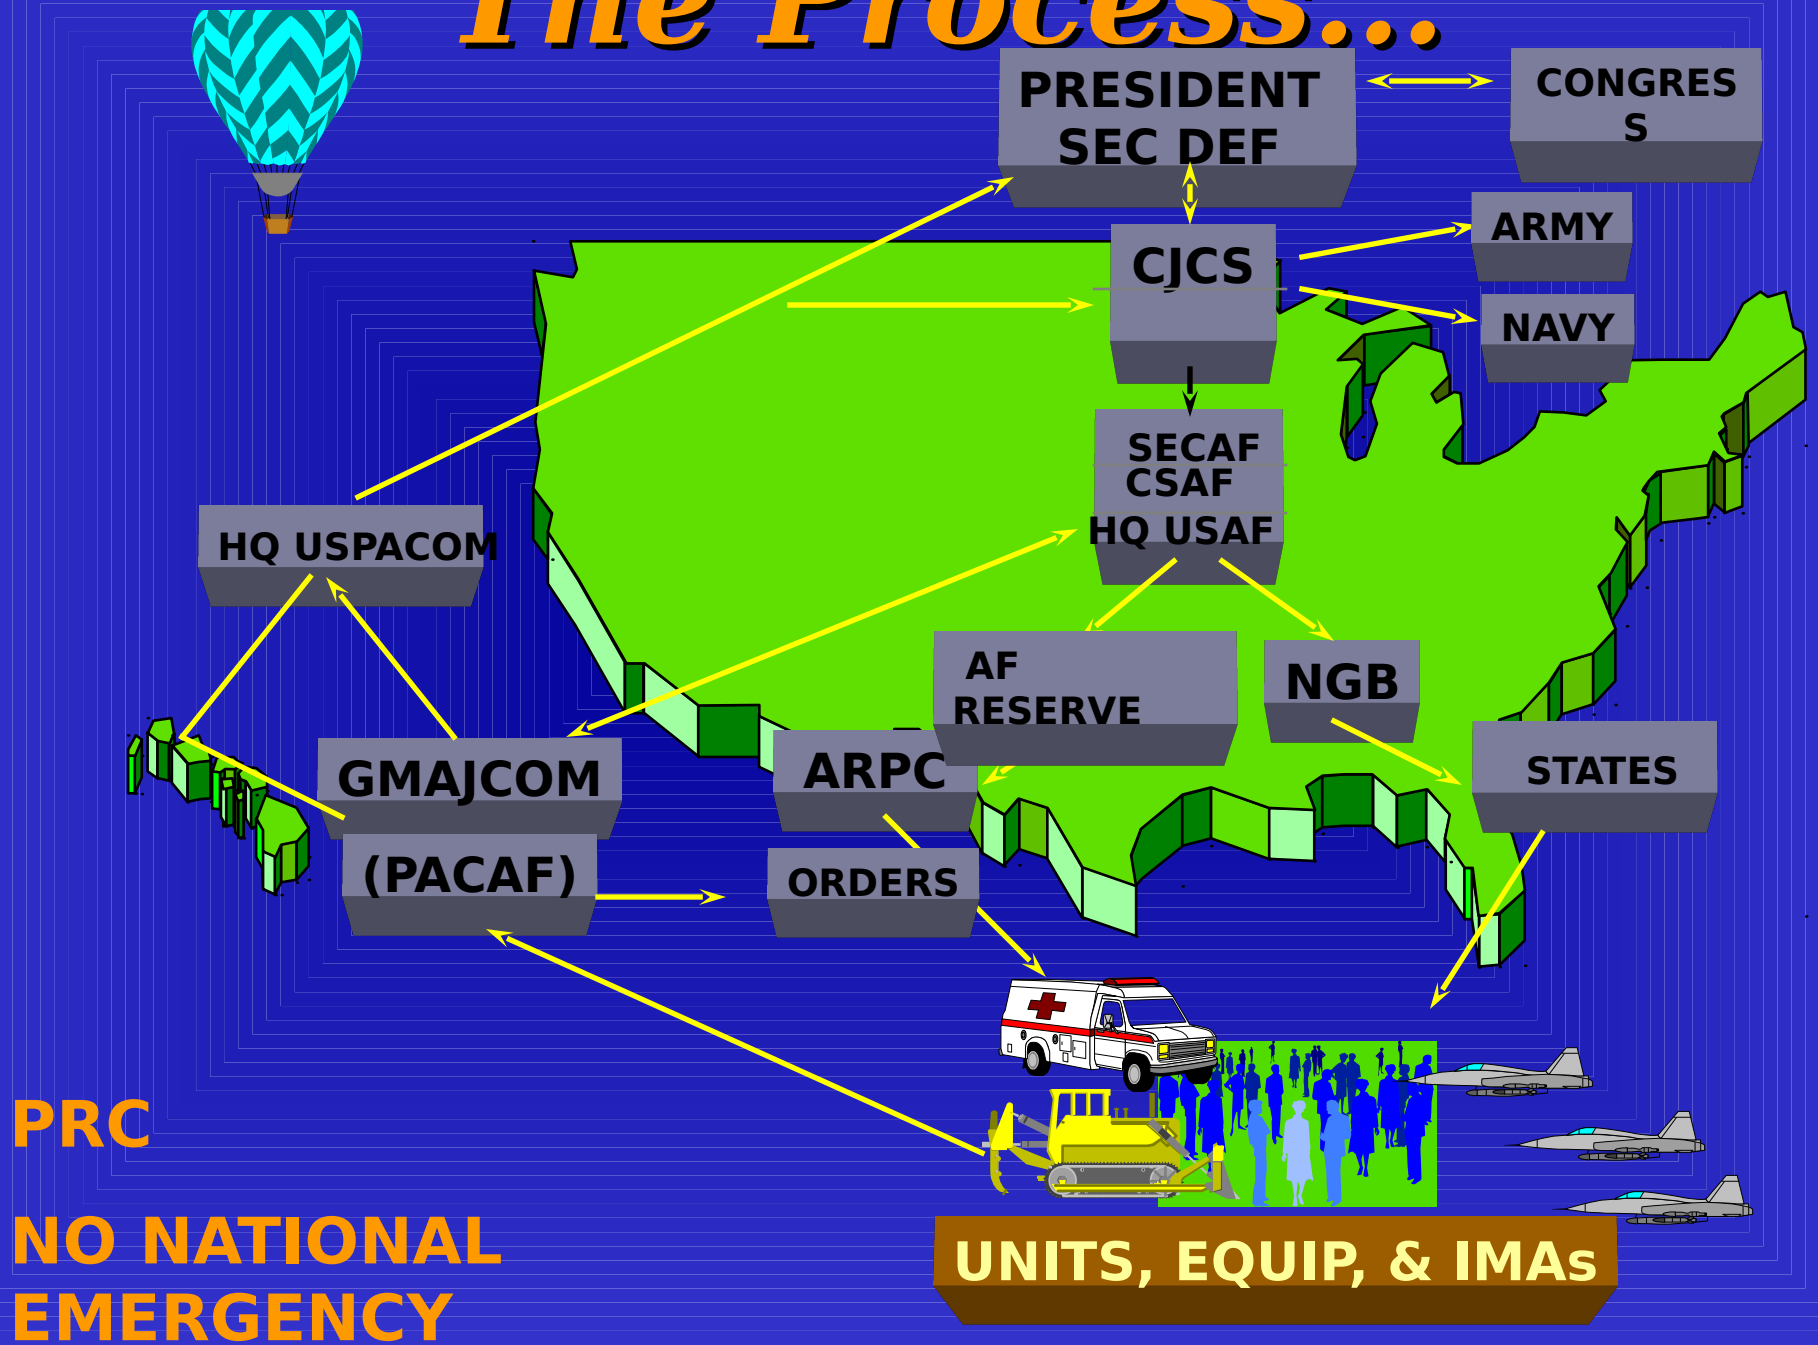 The Process...
PRESIDENT
SEC DEF
CONGRES
S
ARMY
CJCS
NAVY
SECAF
CSAF
HQ USAF
HQ USPACOM
AF
RESERVE
NGB
GMAJCOM
ARPC
STATES
(PACAF)
ORDERS
PRC
NO NATIONAL
EMERGENCY
UNITS, EQUIP, & IMAs